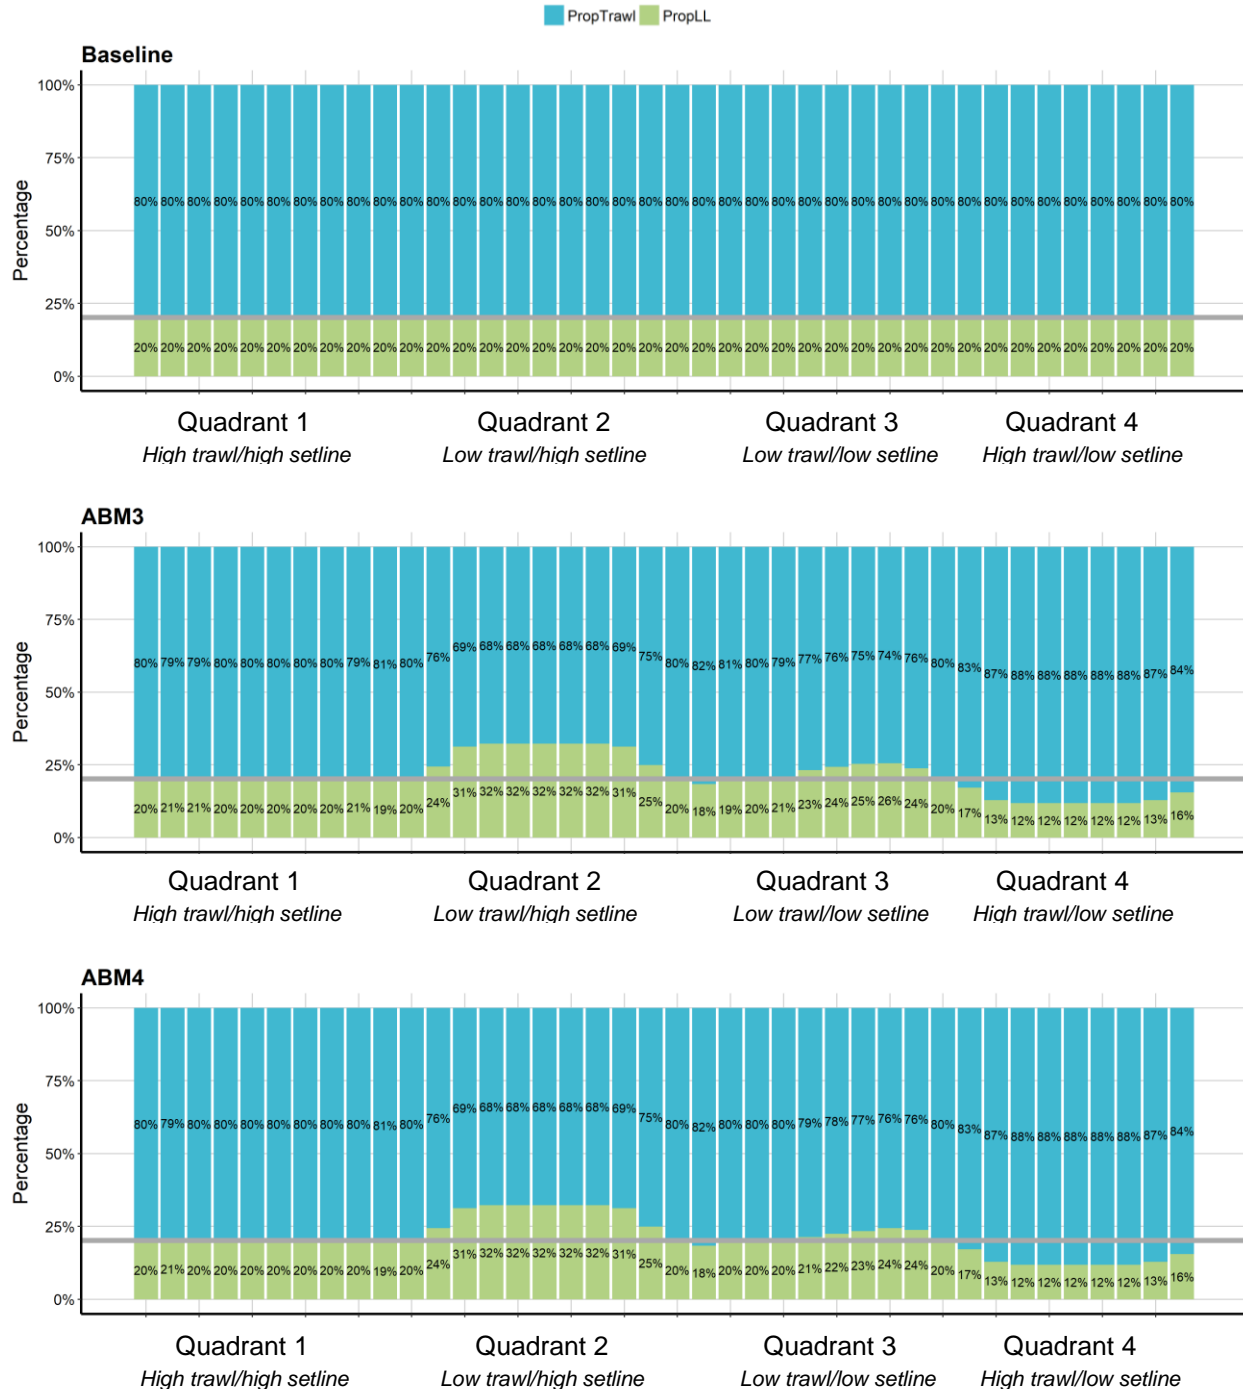 PropTrawl PropLL
Baseline
100%
75%
80% 80% 80% 80% 80% 80% 80% 80% 80% 80% 80% 80% 80% 80% 80% 80% 80% 80% 80% 80% 80% 80% 80% 80% 80% 80% 80% 80% 80% 80% 80% 80% 80% 80% 80% 80% 80% 80% 80% 80%
Percentage
50%
25%
20% 20% 20% 20% 20% 20% 20% 20% 20% 20% 20% 20% 20% 20% 20% 20% 20% 20% 20% 20% 20% 20% 20% 20% 20% 20% 20% 20% 20% 20% 20% 20% 20% 20% 20% 20% 20% 20% 20% 20%
0%
Quadrant 1 Quadrant 2 Quadrant 3 Quadrant 4
High trawl/high setline Low trawl/high setline Low trawl/low setline High trawl/low setline
ABM3
100%
75%
80% 79% 79% 80% 80% 80% 80% 80% 79% 81% 80% 76% 69% 68% 68% 68% 68% 68% 69% 75% 80% 82% 81% 80% 79% 77% 76% 75% 74% 76% 80% 83% 87% 88% 88% 88% 88% 88% 87% 84%
Percentage
50%
25%
20% 21% 21% 20% 20% 20% 20% 20% 21% 19% 20% 24% 31% 32% 32% 32% 32% 32% 31% 25% 20% 18% 19% 20% 21% 23% 24% 25% 26% 24% 20% 17% 13% 12% 12% 12% 12% 12% 13% 16%
0%
Quadrant 1 Quadrant 2 Quadrant 3 Quadrant 4
High trawl/high setline Low trawl/high setline Low trawl/low setline High trawl/low setline
ABM4
100%
75%
80% 79% 80% 80% 80% 80% 80% 80% 80% 81% 80% 76% 69% 68% 68% 68% 68% 68% 69% 75% 80% 82% 80% 80% 80% 79% 78% 77% 76% 76% 80% 83% 87% 88% 88% 88% 88% 88% 87% 84%
Percentage
50%
25%
20% 21% 20% 20% 20% 20% 20% 20% 20% 19% 20% 24% 31% 32% 32% 32% 32% 32% 31% 25% 20% 18% 20% 20% 20% 21% 22% 23% 24% 24% 20% 17% 13% 12% 12% 12% 12% 12% 13% 16%
0%
Quadrant 1 Quadrant 2 Quadrant 3 Quadrant 4
High trawl/high setline Low trawl/high setline Low trawl/low setline High trawl/low setline